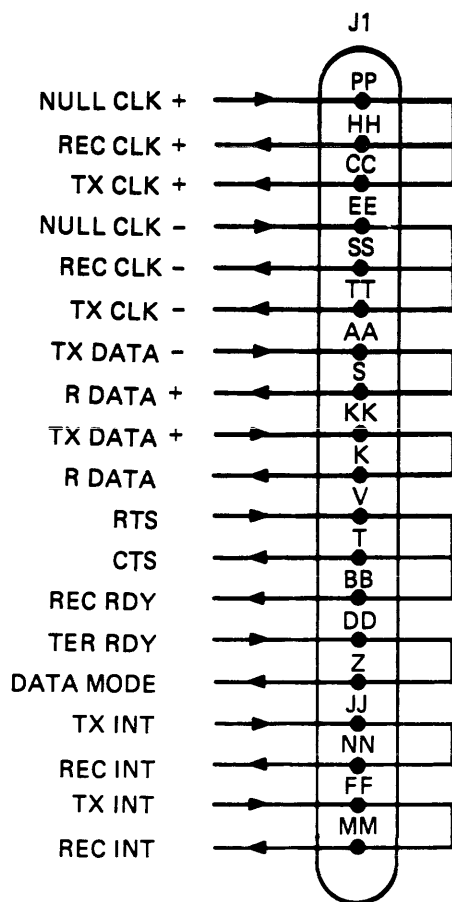 J1
NULL CLK + PP
REC CLK + HH
TX CLK + CC
NULL CLK - EE
REC CLK - SS
TX CLK - TT
TX DATA - AA
R DATA + S
TX DATA + KK
R DATA K
RTS V
CTS T
REC RDY BB
TER RDY DD
DATA MODE Z
TX INT JJ
REC INT NN
TX INT FF
REC INT MM